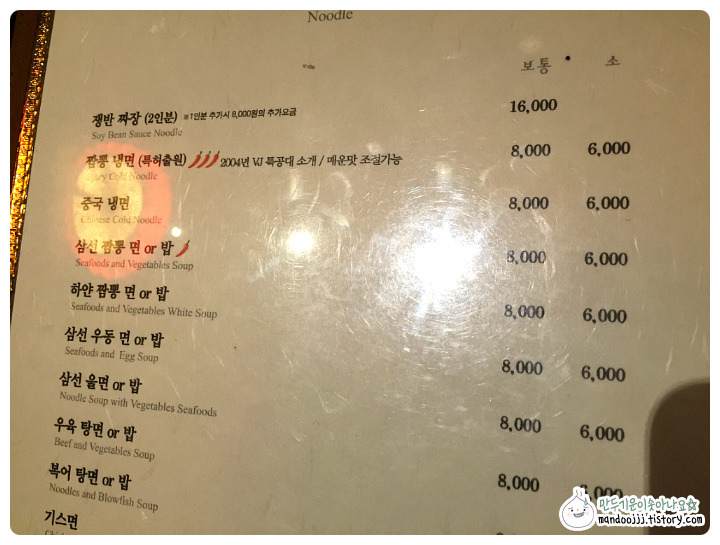 Noodle
보통 소
쟁반 짜장 (2인분) ※1인분 추가시 8,000원의 추가요금 16,000
Soy Bean Sauce Noodle
짬뽕 냉면 (특허출원) 2004년 VJ 특공대 소개 / 매운맛 조절가능 8,000 6,000
Spicy Cold Noodle
중국 냉면 8,000 6,000
Chinese Cold Noodle
삼선 짬뽕 면 or 밥 8,000 6,000
Seafoods and Vegetables Soup
하얀 짬뽕 면 or 밥 8,000 6,000
Seafoods and Vegetables White Soup
삼선 우동 면 or 밥 8,000 6,000
Seafoods and Egg Soup
삼선 울면 or 밥 8,000 6,000
Noodle Soup with Vegetables Seafoods
우육 탕면 or 밥 8,000
Beef and Vegetables Soup
복어 탕면 or 밥
Noodles and Blowfish Soup
기스면
만두기운이솟아나요
mandoojjj.tistory.com